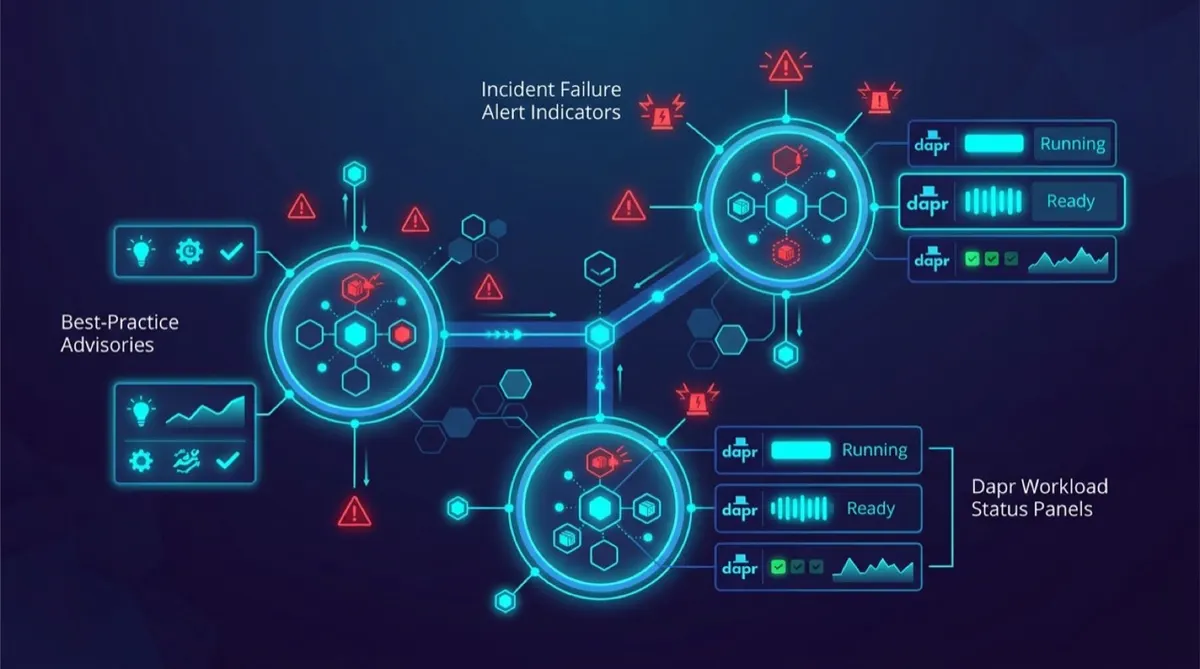 Incident Failure
Alert Indicators
dapr Running
dapr Ready
dapr
Best-Practice
Advisories
dapr Running
dapr Ready
dapr
Dapr Workload
Status Panels